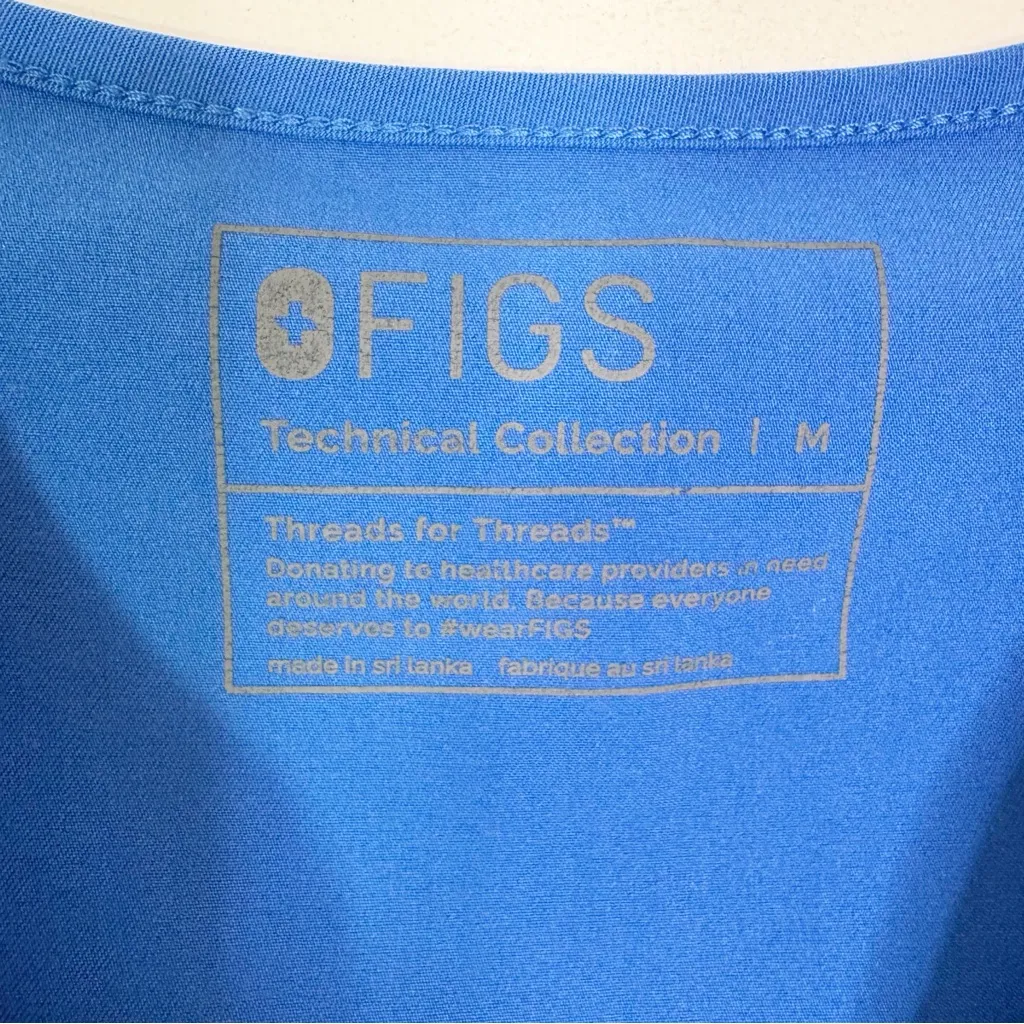 FIGS
Technical Collection | M
Threads for Threads™
Donating to healthcare providers in need
around the world. Because everyone
deserves to #wearFIGS
made in sri lanka fabrique au sri lanka